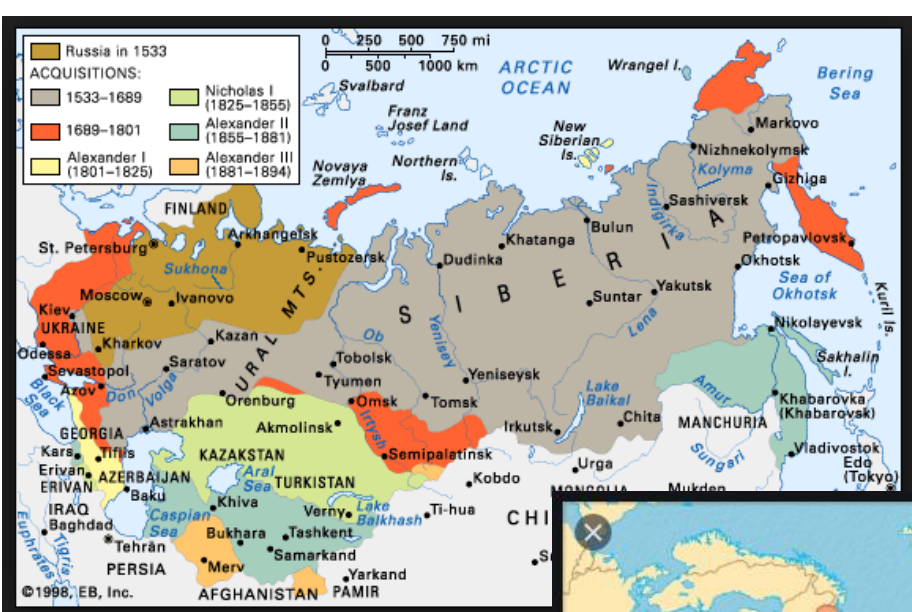 Russia in 1533
ACQUISITIONS:
1533–1689
1689–1801
Alexander I
(1801–1825)
Nicholas I
(1825–1855)
Alexander II
(1855–1881)
Alexander III
(1881–1894)
0 250 500 750 mi
0 500 1000 km
ARCTIC
OCEAN
Wrangel I.
Bering
Sea
Svalbard
Franz
Josef Land
New
Siberian
Is.
Novaya
Zemlya
Northern
Is.
Markovo
Nizhnekolymsk
Kolyma
Gizhiga
Indigirka
Sashiversk
FINLAND
St. Petersburg
Arkhangelsk
Pustozersk
Sukhona
Dudinka
Khatanga
Bulun
Petropavlovsk
Okhotsk
Sea of
Okhotsk
Kuril Is.
Moscow
Ivanovo
SIBERIA
Suntar
Yakutsk
Lena
Kiev
UKRAINE
Kharkov
Kazan
URAL MTS.
Ob
Yenisey
Nikolayevsk
Sakhalin
I.
Odessa
Sevastopol
Azov
Saratov
Tobolsk
Tyumen
Yeniseysk
Black
Sea
Don
Volga
Orenburg
Omsk
Irtysh
Tomsk
Lake
Baikal
Amur
Khabarovka
(Khabarovsk)
Astrakhan
Akmolinsk
Irkutsk
Chita
MANCHURIA
GEORGIA
Kars
Tiflis
KAZAKSTAN
Semipalatinsk
Sungari
Vladivostok
Edo
(Tokyo)
Erivan
ERIVAN
AZERBAIJAN
Baku
Aral
Sea
TURKISTAN
Kobdo
Urga
MONGOLIA
Mukden
IRAQ
Baghdad
Caspian
Sea
Khiva
Verny
Lake
Balkhash
Ti-hua
CHI
Euphrates
Tigris
Tehrān
Bukhara
Tashkent
Samarkand
S
PERSIA
Merv
Yarkand
©1998, EB, Inc.
AFGHANISTAN
PAMIR